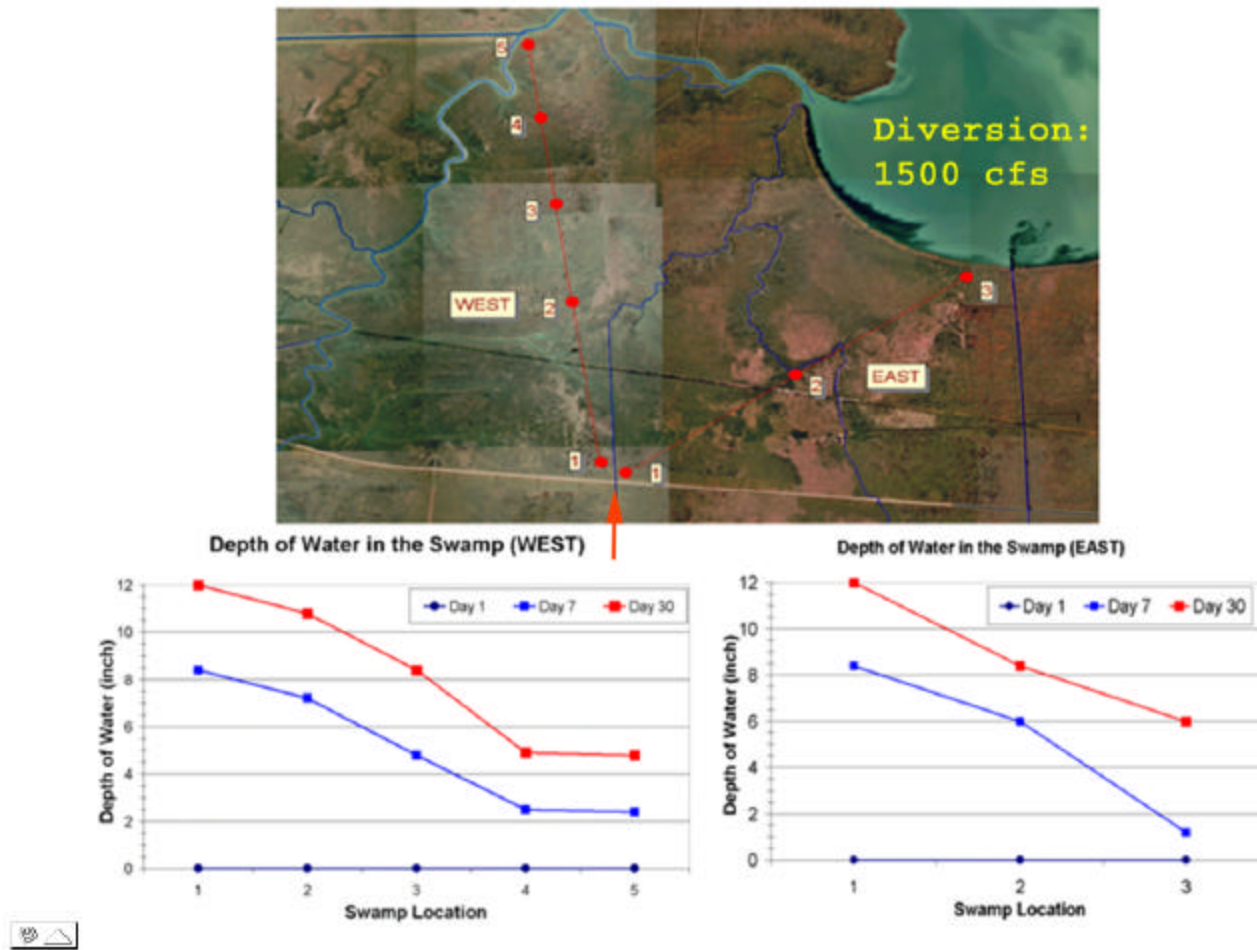 5
4
Diversion:
1500 cfs
3
WEST
2
3
2
EAST
1
1
Depth of Water in the Swamp (WEST)
Depth of Water (inch)
12
10
8
6
4
2
0
Day 1
Day 7
Day 30
1
2
3
4
5
Swamp Location
Depth of Water in the Swamp (EAST)
Depth of Water (inch)
12
10
8
6
4
2
0
Day 1
Day 7
Day 30
1
2
3
Swamp Location